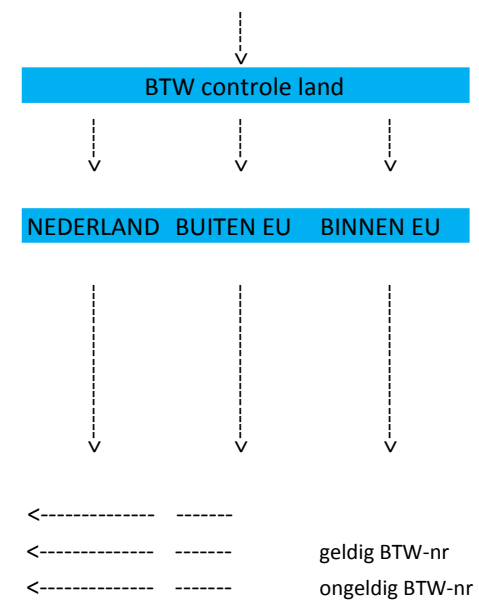 BTW controle land
NEDERLAND BUITEN EU BINNEN EU
<-------------- -------
<-------------- ------- geldig BTW-nr
<-------------- ------- ongeldig BTW-nr